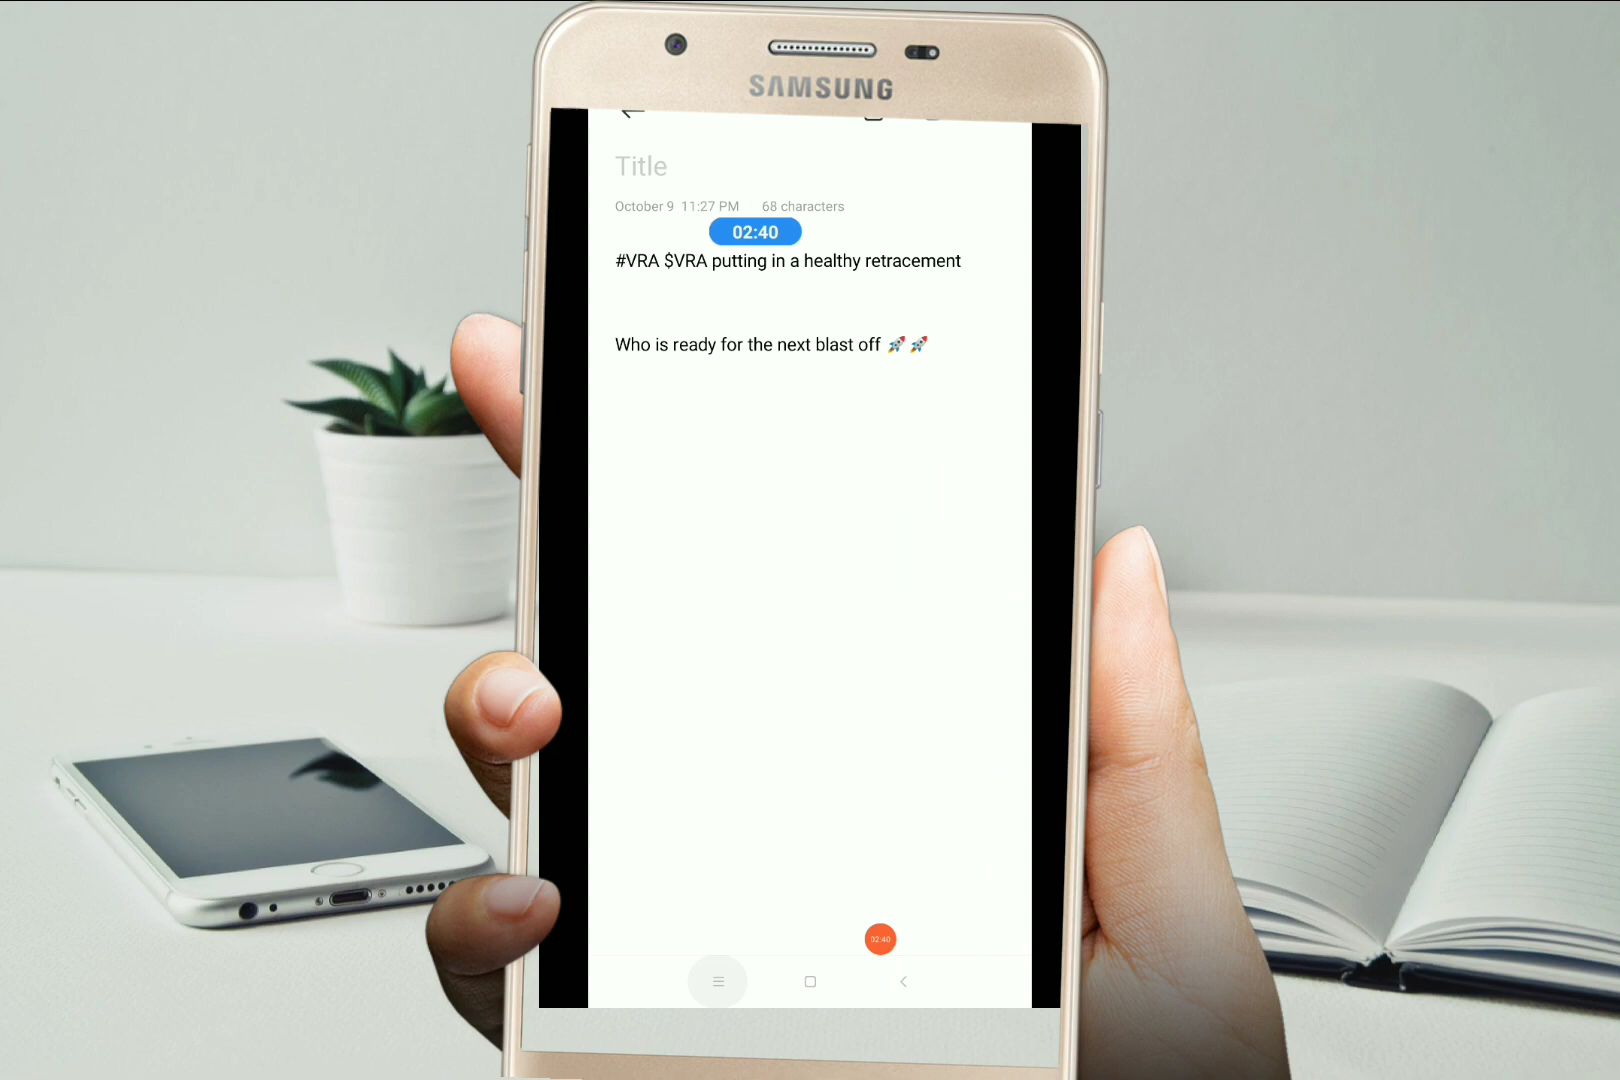 SAMSUNG
Title
October 9 11:27 PM 68 characters
02:40
#VRA $VRA putting in a healthy retracement
Who is ready for the next blast off 🚀 🚀
02:40